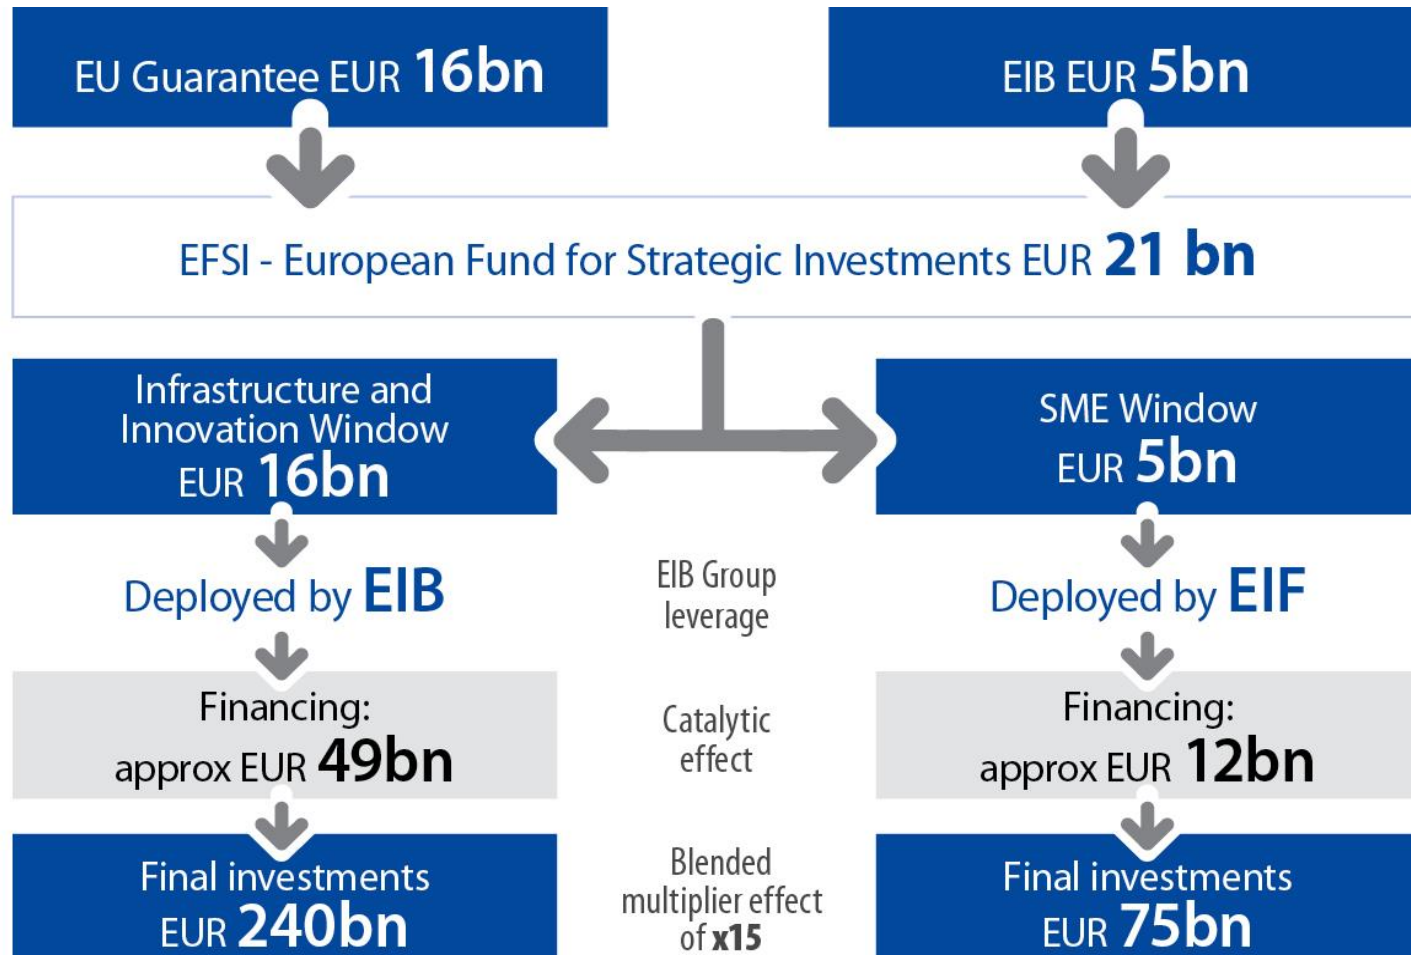 EU Guarantee EUR 16bn
EIB EUR 5bn
EFSI - European Fund for Strategic Investments EUR 21 bn
Infrastructure and
Innovation Window
EUR 16bn
SME Window
EUR 5bn
Deployed by EIB
EIB Group
leverage
Deployed by EIF
Financing:
approx EUR 49bn
Catalytic
effect
Financing:
approx EUR 12bn
Final investments
EUR 240bn
Blended
multiplier effect
of x15
Final investments
EUR 75bn